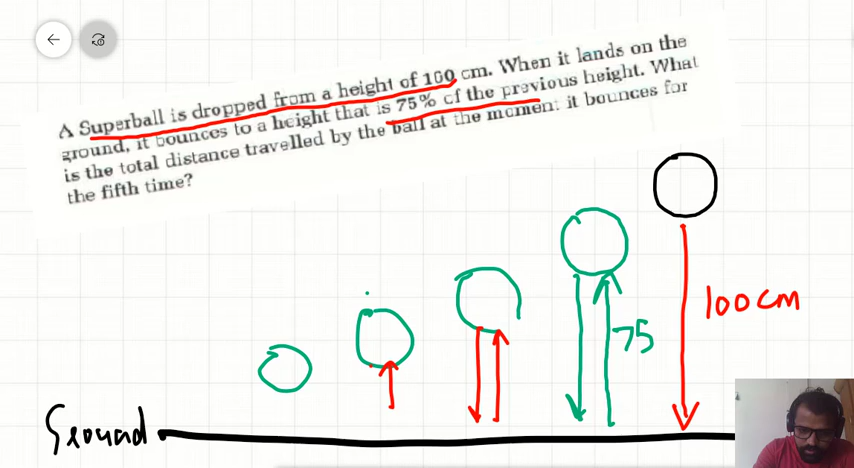 A Superball is dropped from a height of 100 cm. When it lands on the
ground, it bounces to a height that is 75% of the previous height. What
is the total distance travelled by the ball at the moment it bounces for
the fifth time?
100cm
75
Ground